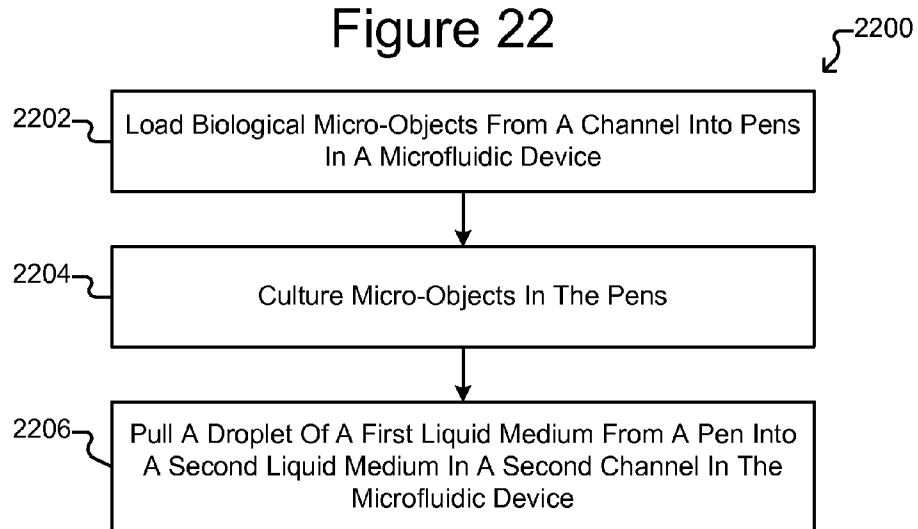 Figure 22
2200
2202
Load Biological Micro-Objects From A Channel Into Pens
In A Microfluidic Device
2204
Culture Micro-Objects In The Pens
2206
Pull A Droplet Of A First Liquid Medium From A Pen Into
A Second Liquid Medium In A Second Channel In The
Microfluidic Device